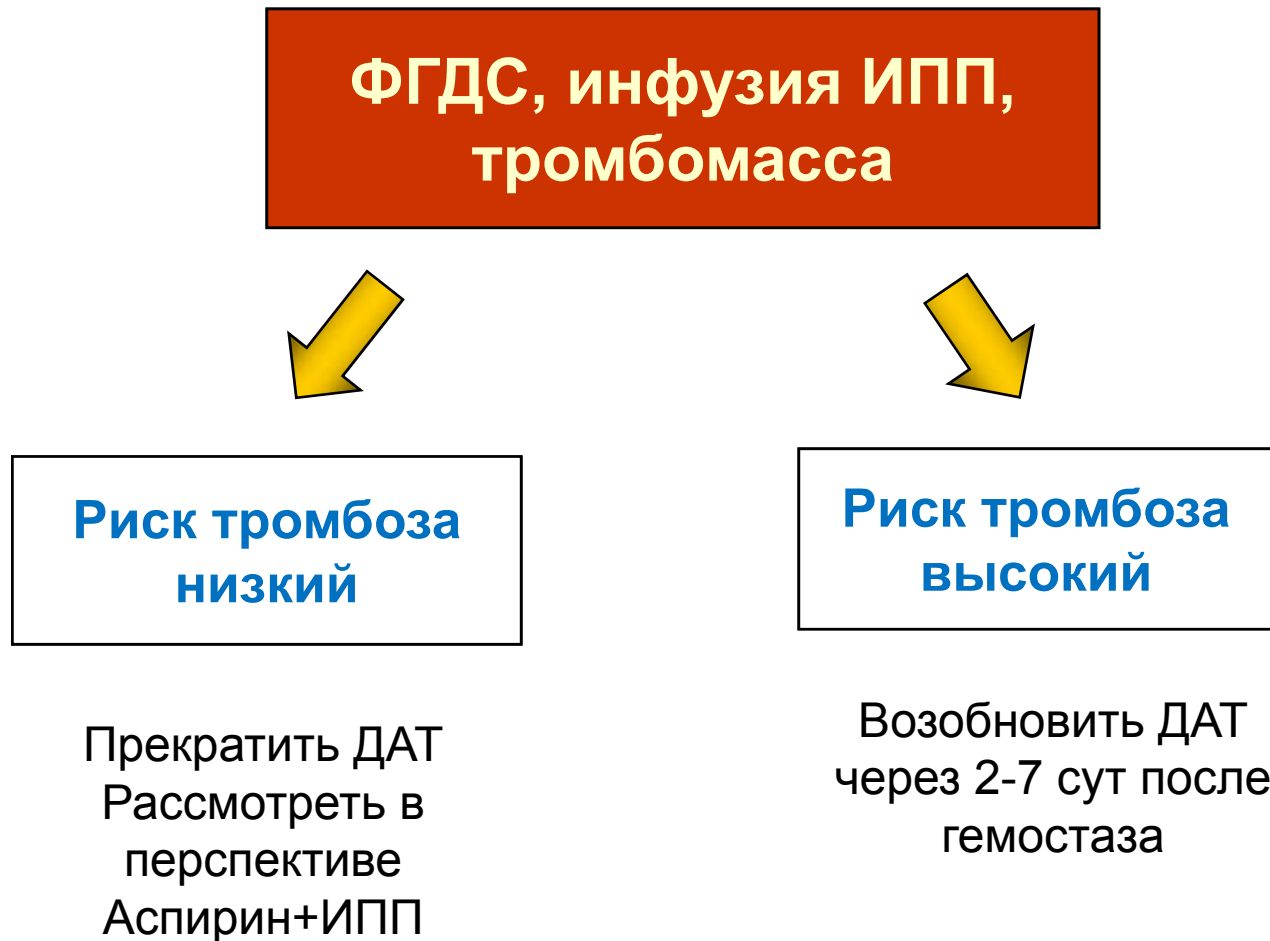 ФГДС, инфузия ИПП,
тромбомасса
Риск тромбоза
низкий
Риск тромбоза
высокий
Прекратить ДАТ
Рассмотреть в
перспективе
Аспирин+ИПП
Возобновить ДАТ
через 2-7 сут после
гемостаза